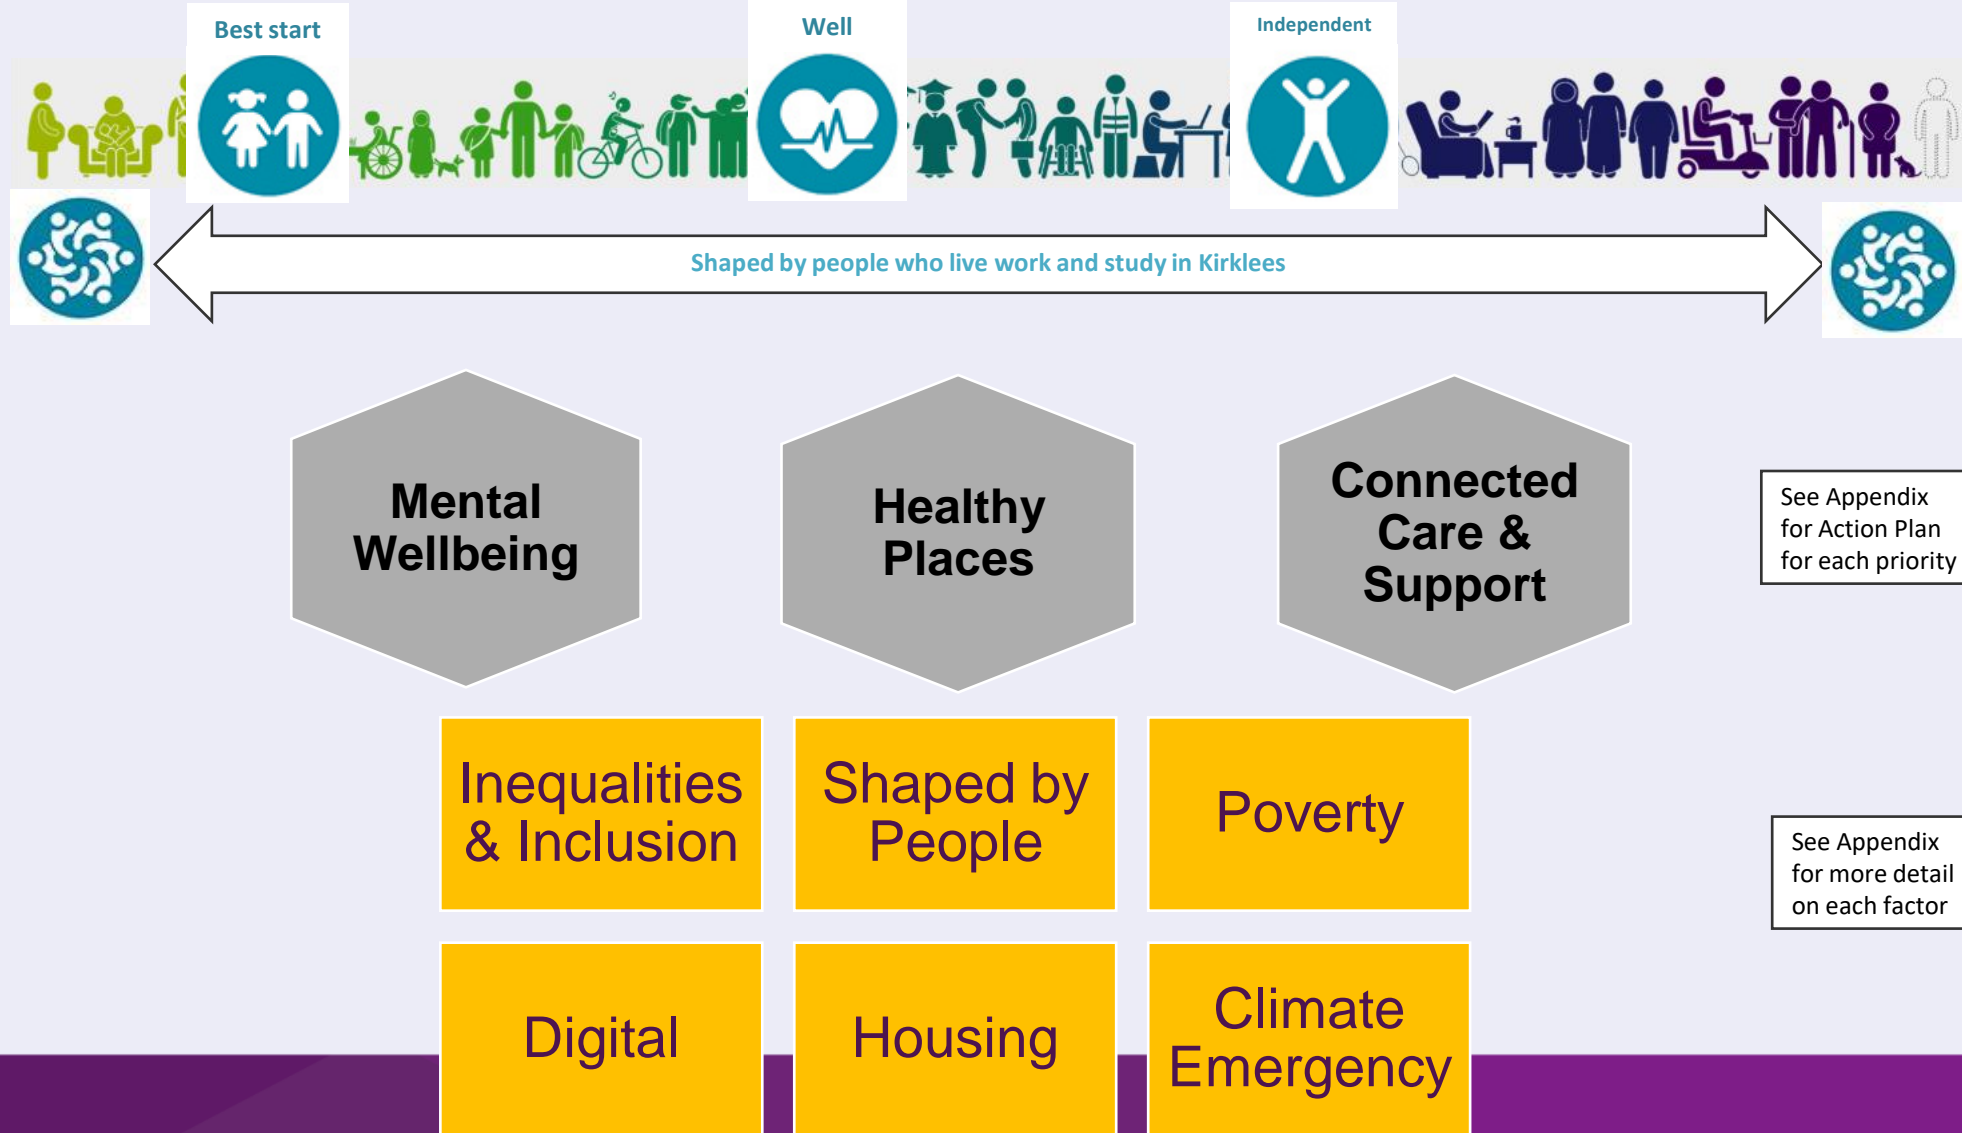 Best start
Well
Independent
Shaped by people who live work and study in Kirklees
Mental
Wellbeing
Healthy
Places
Connected
Care &
Support
See Appendix
for Action Plan
for each priority
Inequalities
& Inclusion
Shaped by
People
Poverty
See Appendix
for more detail
on each factor
Digital
Housing
Climate
Emergency